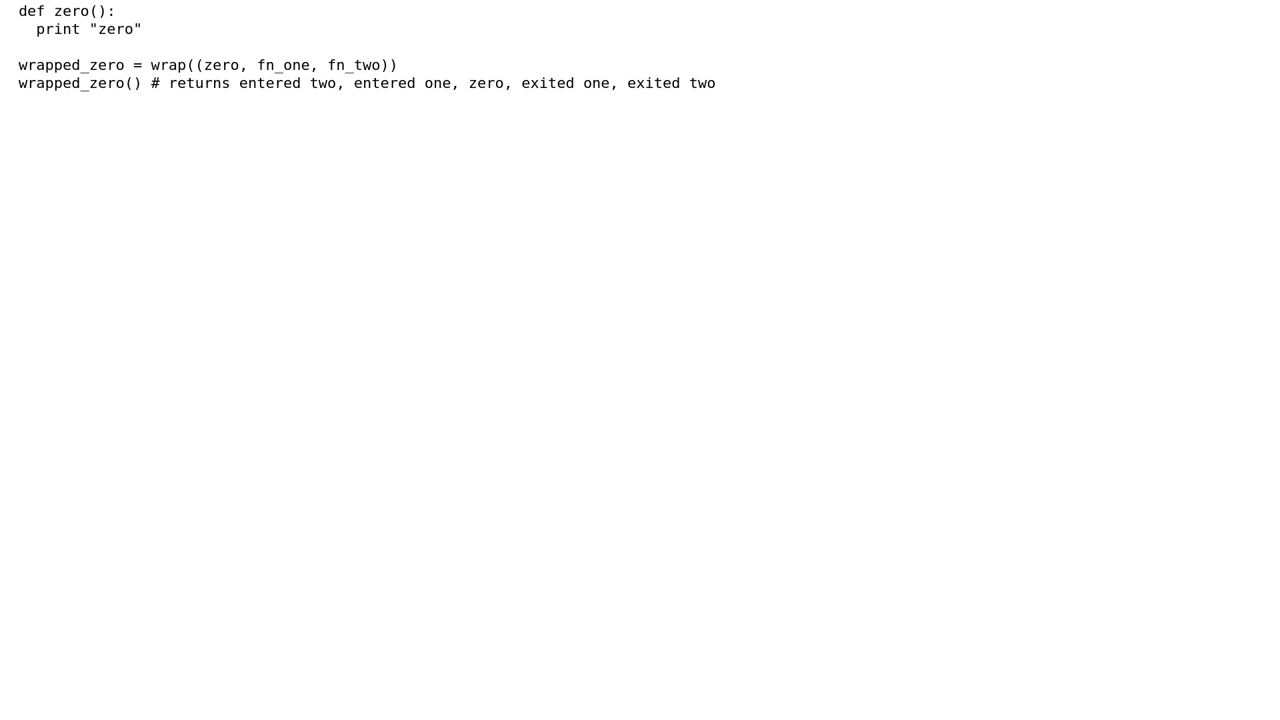 def zero():
  print "zero"

wrapped_zero = wrap((zero, fn_one, fn_two))
wrapped_zero() # returns entered two, entered one, zero, exited one, exited two